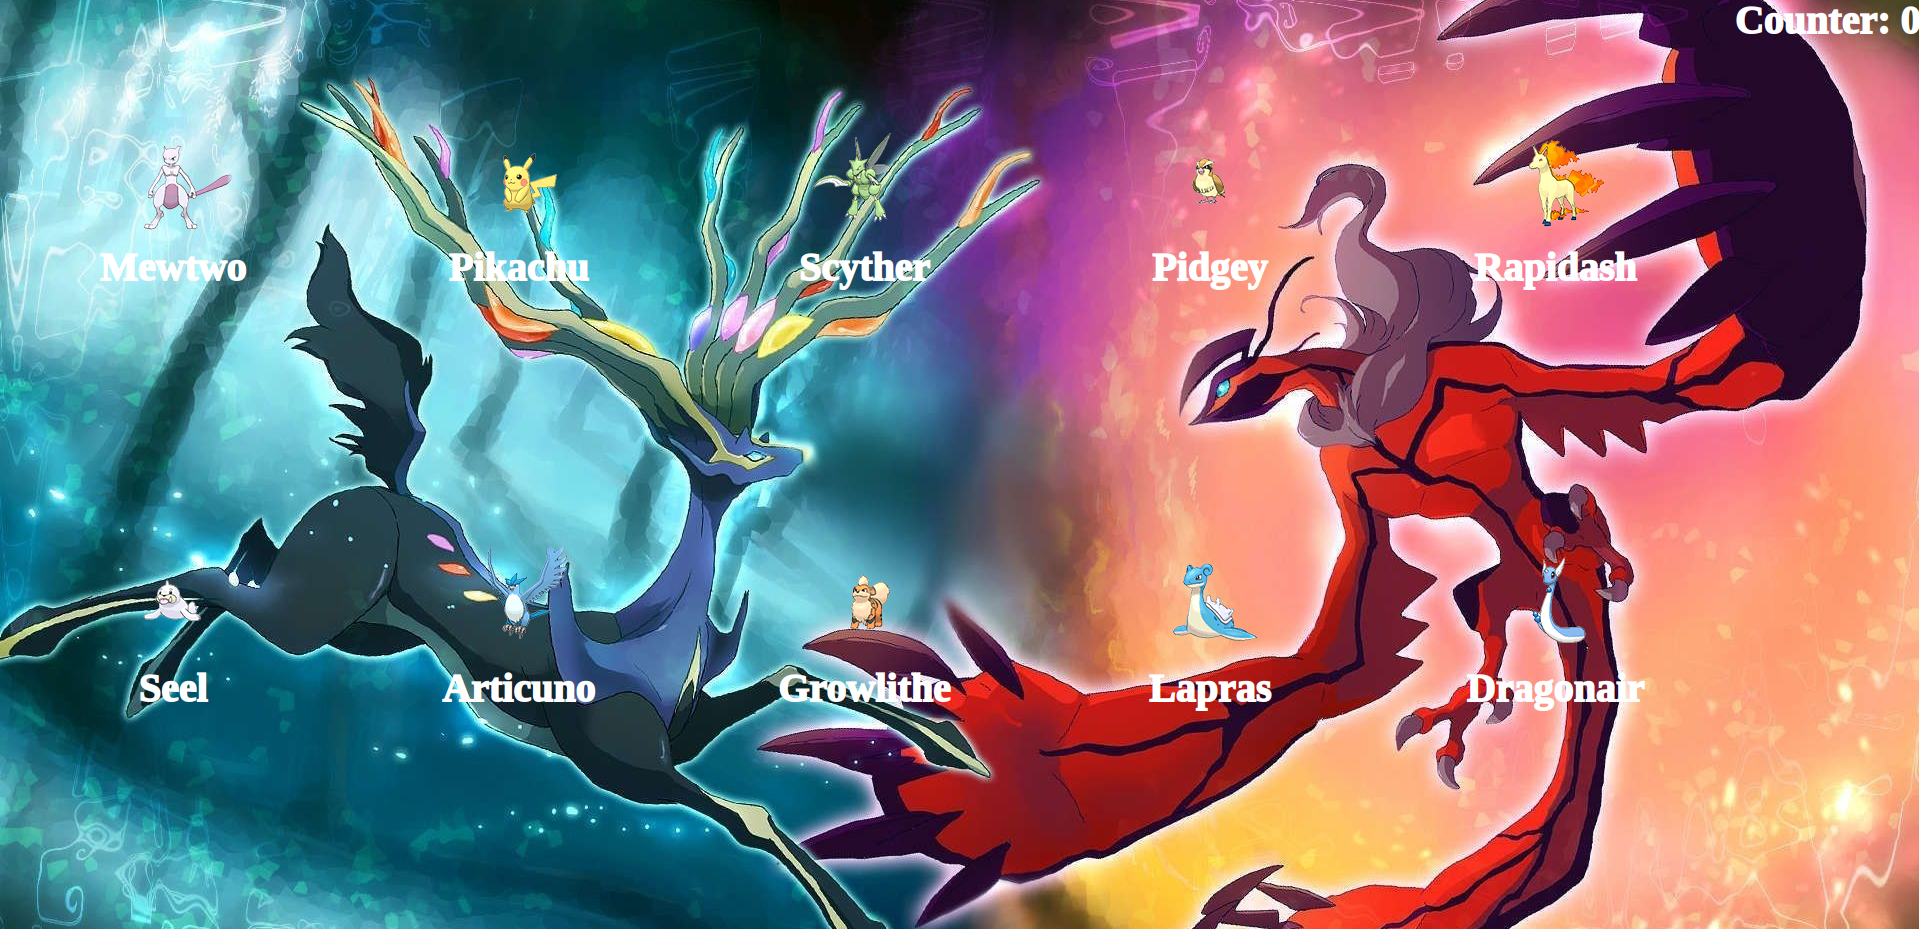 Counter: 0
Mewtwo
Pikachu
Scyther
Pidgey
Rapidash
Seel
Articuno
Growlithe
Lapras
Dragonair